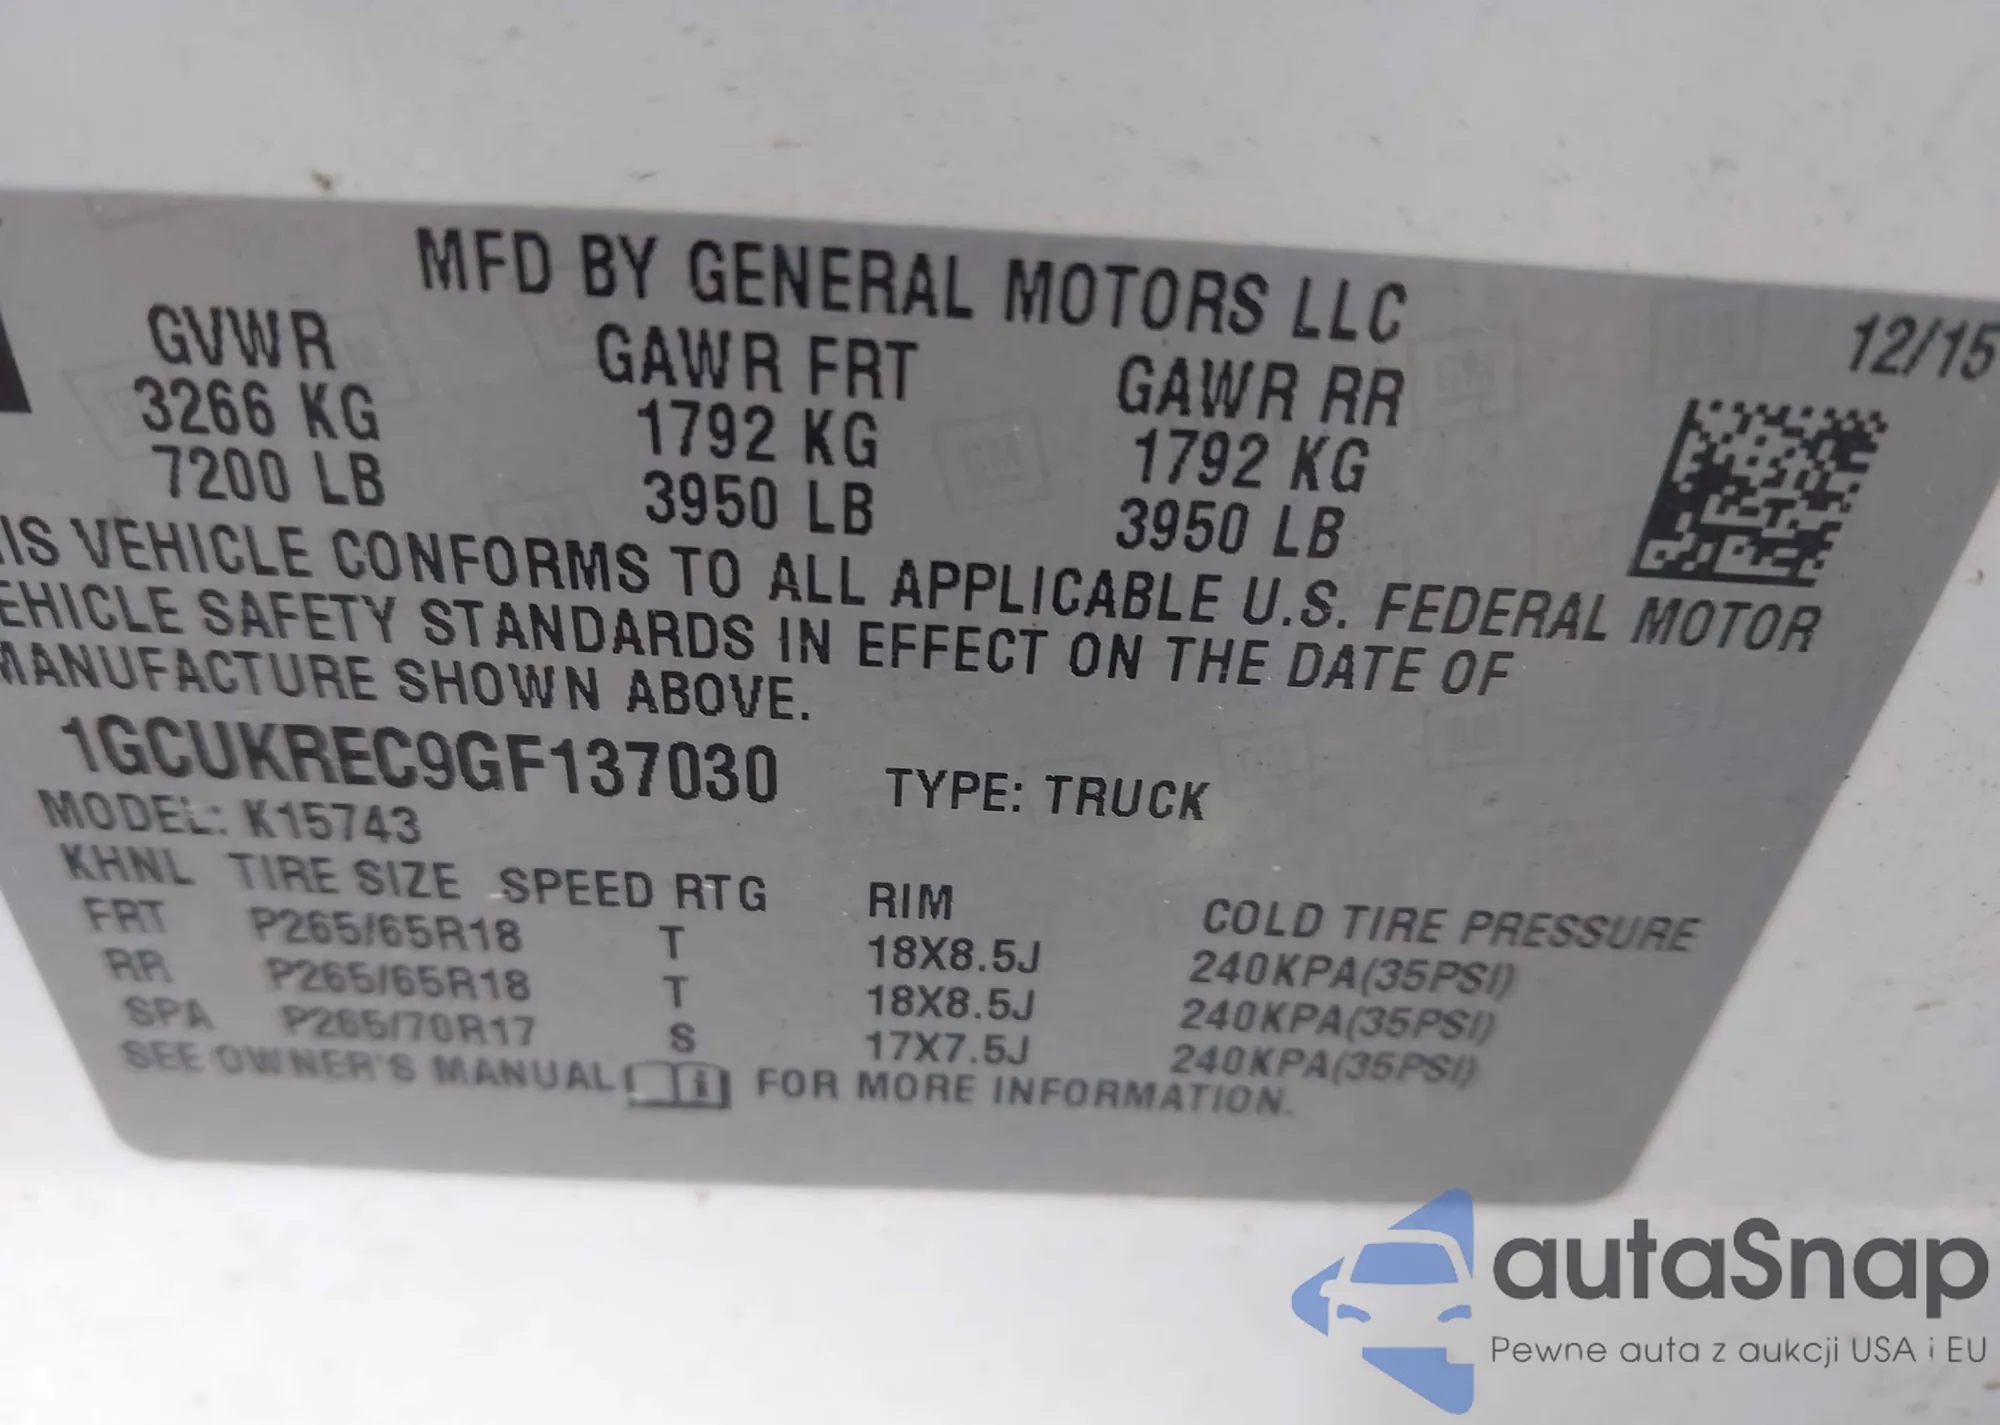 MFD BY GENERAL MOTORS LLC
12/15
GVWR GAWR FRT GAWR RR
3266 KG 1792 KG 1792 KG
7200 LB 3950 LB 3950 LB
IS VEHICLE CONFORMS TO ALL APPLICABLE U.S. FEDERAL MOTOR
EHICLE SAFETY STANDARDS IN EFFECT ON THE DATE OF
MANUFACTURE SHOWN ABOVE.
1GCUKREC9GF137030 TYPE: TRUCK
MODEL: K15743
KHNL TIRE SIZE SPEED RTG RIM COLD TIRE PRESSURE
FRT P265/65R18 T 18X8.5J 240KPA(35PSI)
RR P265/65R18 T 18X8.5J 240KPA(35PSI)
SPA P265/70R17 S 17X7.5J 240KPA(35PSI)
SEE OWNER'S MANUAL i FOR MORE INFORMATION.
autaSnap
Pewne auta z aukcji USA i EU